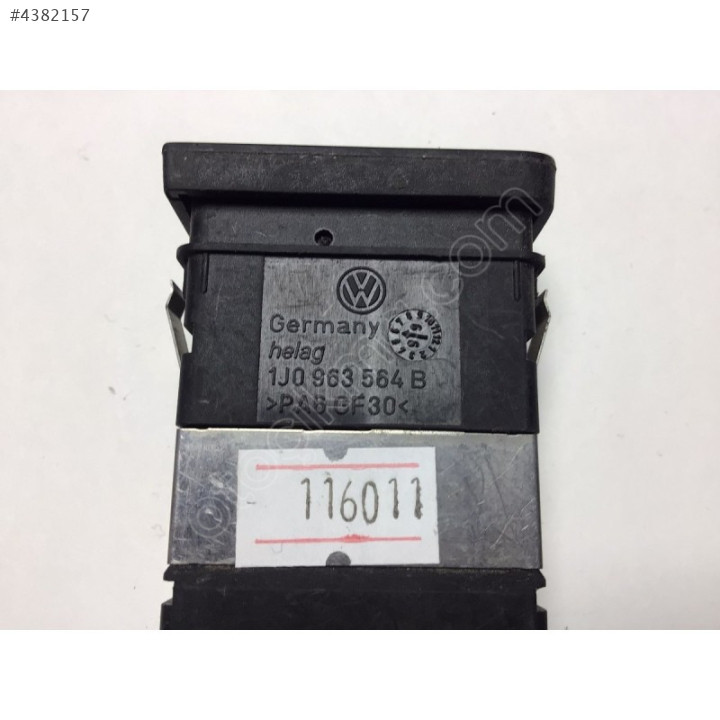 #4382157
Germany
helag
1J0 963 564 B
>PA6 GF30<
116011